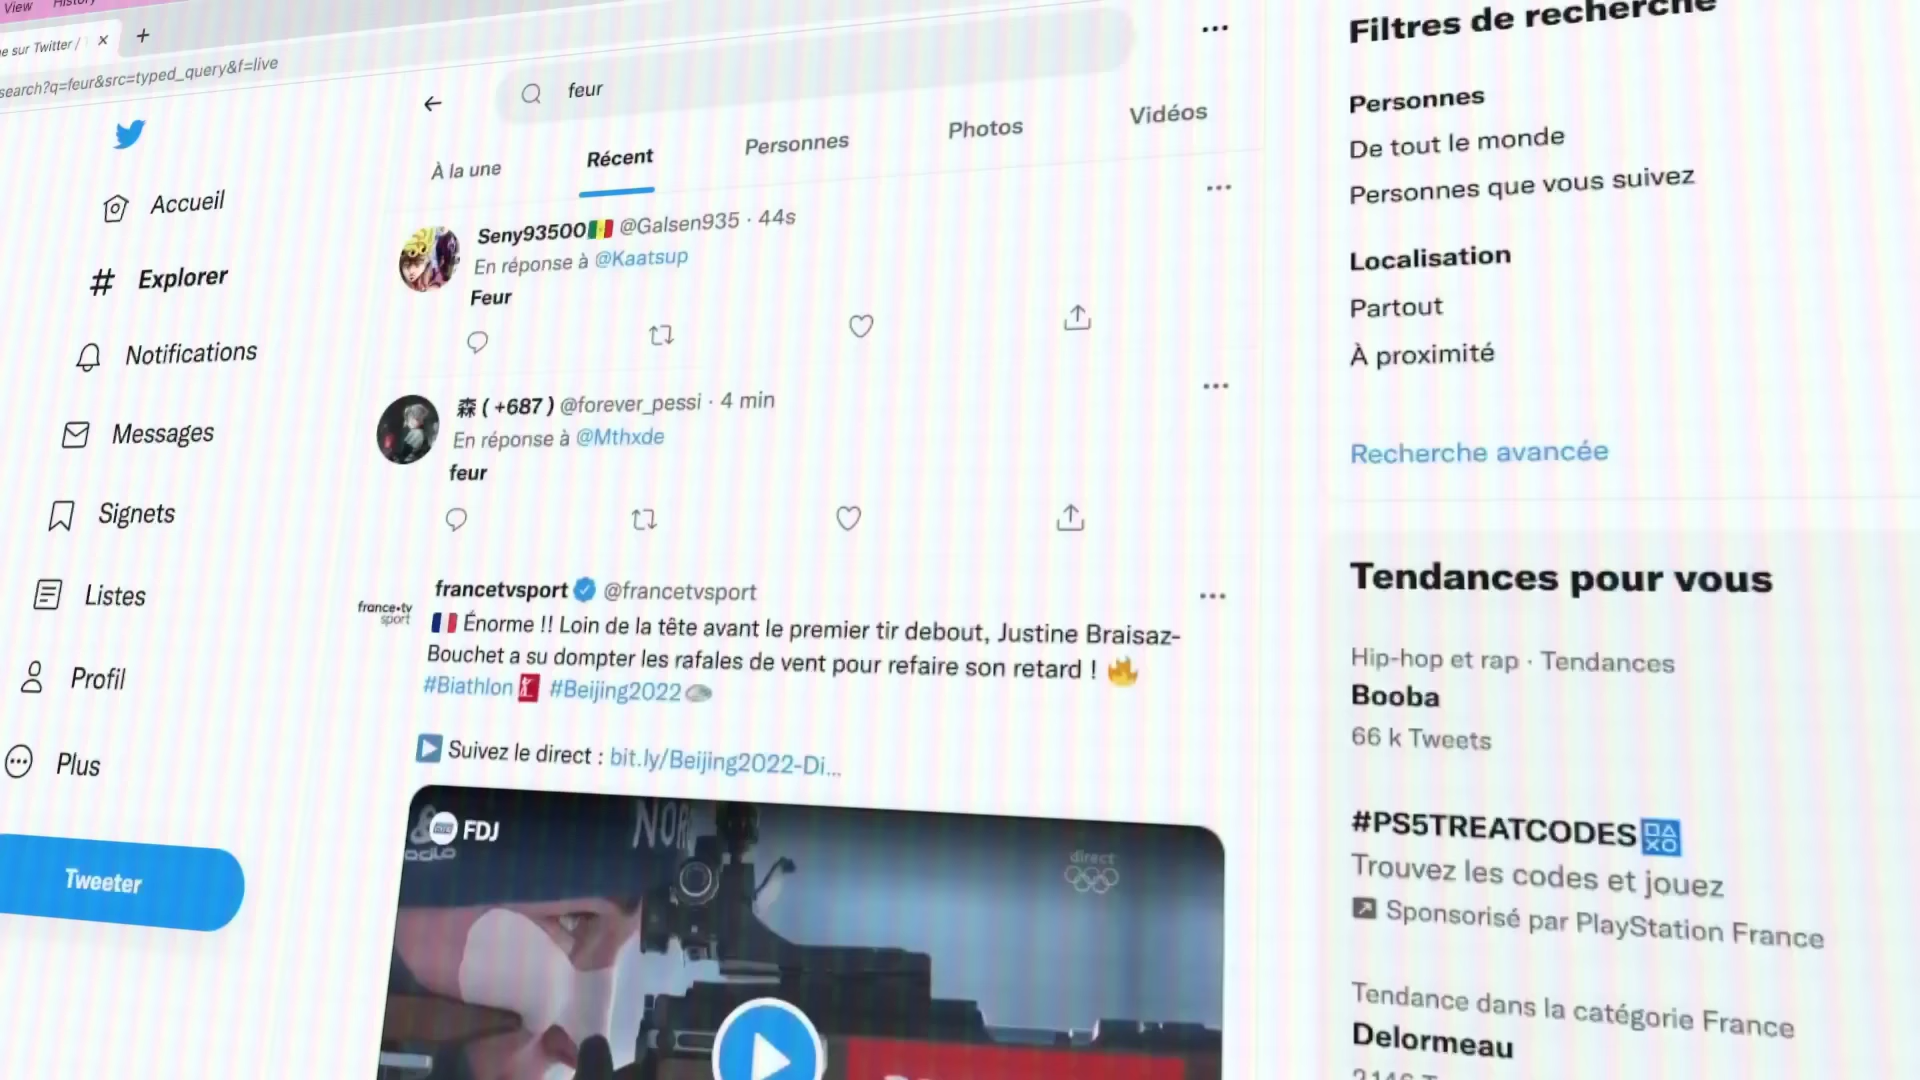 View
History
e sur Twitter /
search?q=feur&src=typed_query&f=live
feur
À la une
Récent
Personnes
Photos
Vidéos
Accueil
Explorer
Notifications
Messages
Signets
Listes
Profil
Plus
Tweeter
Seny93500 @Galsen935 · 44s
En réponse à @Kaatsup
Feur
森 ( +687 ) @forever_pessi · 4 min
En réponse à @Mthxde
feur
france•tv
sport
francetvsport @francetvsport
Énorme !! Loin de la tête avant le premier tir debout, Justine Braisaz-
Bouchet a su dompter les rafales de vent pour refaire son retard !
#Biathlon #Beijing2022
Suivez le direct : bit.ly/Beijing2022-Di...
FDJ
NOR
odlo
direct
Filtres de recherche
Personnes
De tout le monde
Personnes que vous suivez
Localisation
Partout
À proximité
Recherche avancée
Tendances pour vous
Hip-hop et rap · Tendances
Booba
66 k Tweets
#PS5TREATCODES
Trouvez les codes et jouez
Sponsorisé par PlayStation France
Tendance dans la catégorie France
Delormeau